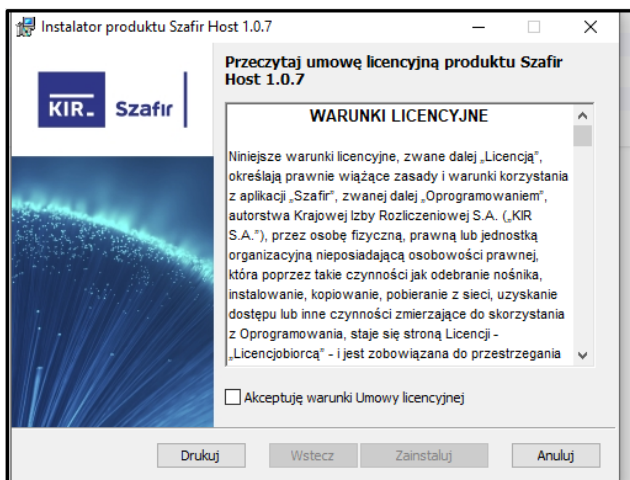 Instalator produktu Szafir Host 1.0.7
KIR Szafir
Przeczytaj umowę licencyjną produktu Szafir
Host 1.0.7
WARUNKI LICENCYJNE
Niniejsze warunki licencyjne, zwane dalej „Licencją”,
określają prawnie wiążące zasady i warunki korzystania
z aplikacji „Szafir”, zwanej dalej „Oprogramowaniem”,
autorstwa Krajowej Izby Rozliczeniowej S.A. („KIR
S.A.”), przez osobę fizyczną, prawną lub jednostką
organizacyjną nieposiadającą osobowości prawnej,
która poprzez takie czynności jak odebranie nośnika,
instalowanie, kopiowanie, pobieranie z sieci, uzyskanie
dostępu lub inne czynności zmierzające do skorzystania
z Oprogramowania, staje się stroną Licencji -
„Licencjobiorcą” - i jest zobowiązana do przestrzegania
Akceptuję warunki Umowy licencyjnej
Drukuj Wstecz Zainstaluj Anuluj